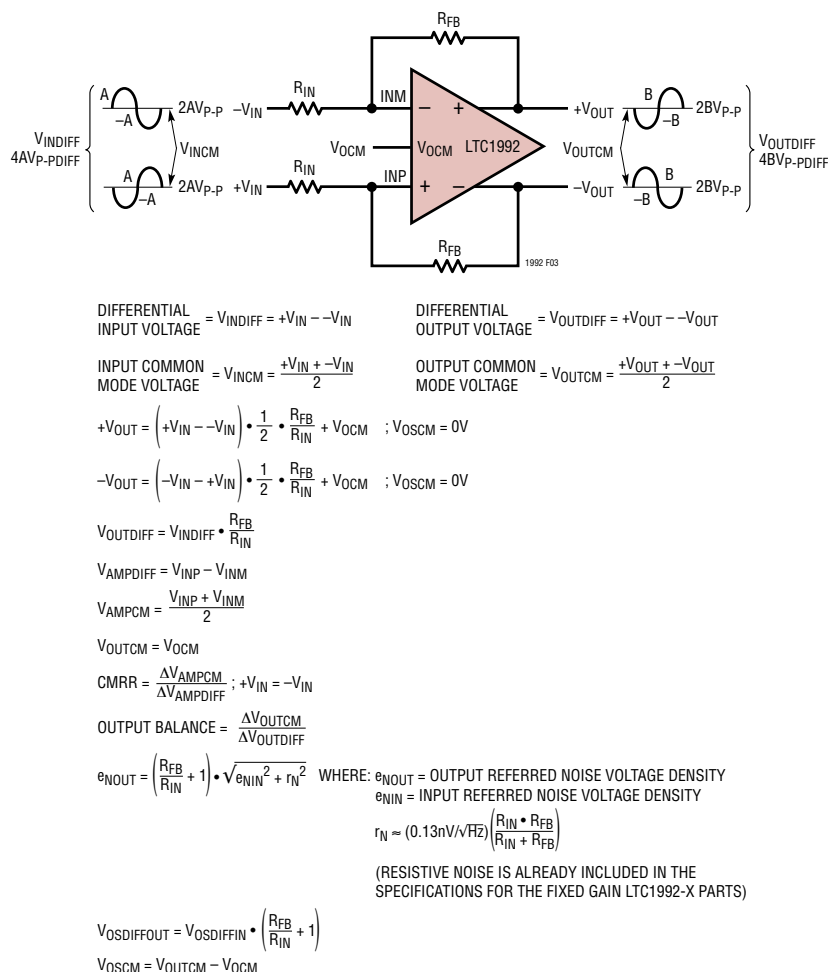 R_FB
A
–A
2AV_P-P
–V_IN
R_IN
INM
– +
+V_OUT
B
–B
2BV_P-P
V_INDIFF
4AV_P-PDIFF
V_INCM
V_OCM
V_OCM LTC1992
V_OUTCM
V_OUTDIFF
4BV_P-PDIFF
A
–A
2AV_P-P
+V_IN
R_IN
INP
+ –
–V_OUT
B
–B
2BV_P-P
R_FB
1992 F03
DIFFERENTIAL INPUT VOLTAGE = V_INDIFF = +V_IN – –V_IN
DIFFERENTIAL OUTPUT VOLTAGE = V_OUTDIFF = +V_OUT – –V_OUT
INPUT COMMON MODE VOLTAGE = V_INCM = (+V_IN + –V_IN)/2
OUTPUT COMMON MODE VOLTAGE = V_OUTCM = (+V_OUT + –V_OUT)/2
+V_OUT = (+V_IN – –V_IN) • 1/2 • R_FB/R_IN + V_OCM ; V_OSCM = 0V
–V_OUT = (–V_IN – +V_IN) • 1/2 • R_FB/R_IN + V_OCM ; V_OSCM = 0V
V_OUTDIFF = V_INDIFF • R_FB/R_IN
V_AMPDIFF = V_INP – V_INM
V_AMPCM = (V_INP + V_INM)/2
V_OUTCM = V_OCM
CMRR = ΔV_AMPCM/ΔV_AMPDIFF ; +V_IN = –V_IN
OUTPUT BALANCE = ΔV_OUTCM/ΔV_OUTDIFF
e_NOUT = (R_FB/R_IN + 1) • √(e_NIN² + r_N²) WHERE: e_NOUT = OUTPUT REFERRED NOISE VOLTAGE DENSITY
e_NIN = INPUT REFERRED NOISE VOLTAGE DENSITY
r_N ≈ (0.13nV/√Hz)(R_IN • R_FB/R_IN + R_FB)
(RESISTIVE NOISE IS ALREADY INCLUDED IN THE
SPECIFICATIONS FOR THE FIXED GAIN LTC1992-X PARTS)
V_OSDIFFOUT = V_OSDIFFIN • (R_FB/R_IN + 1)
V_OSCM = V_OUTCM – V_OCM